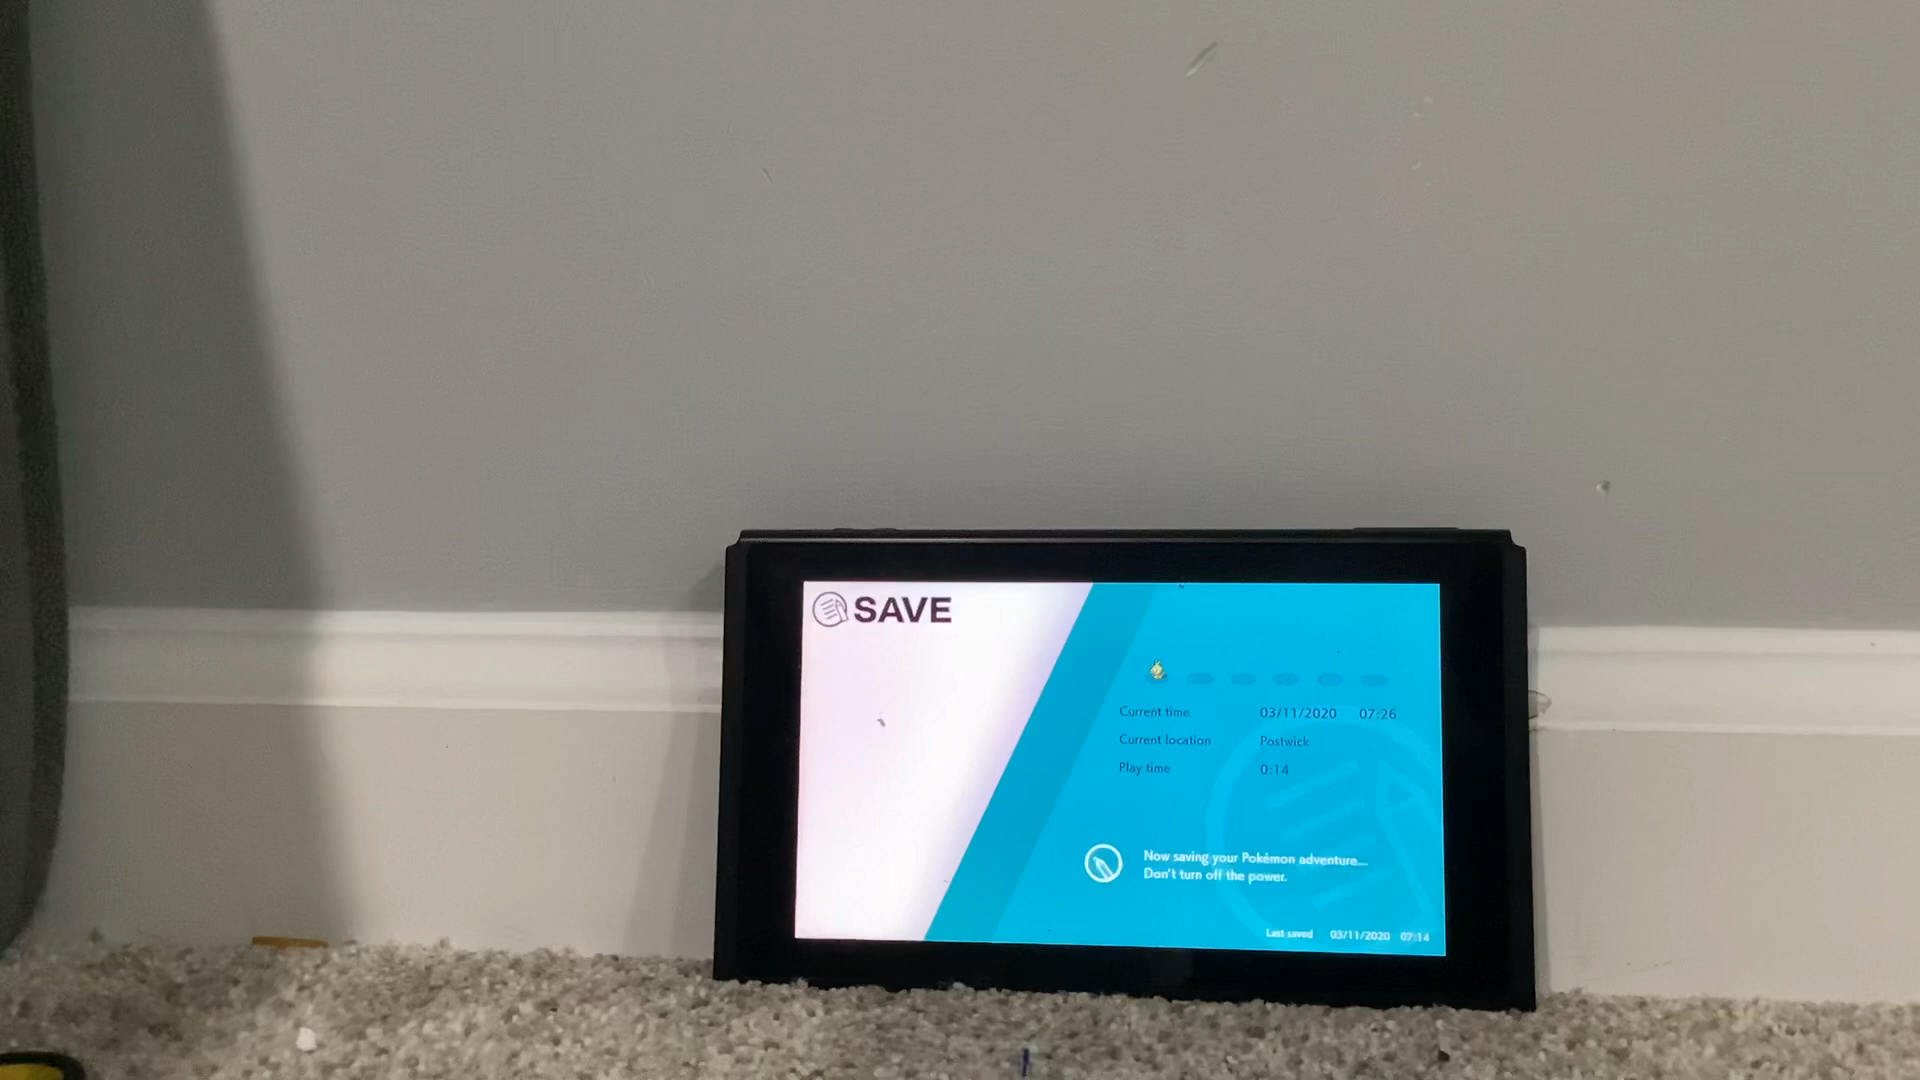 SAVE
Current time 03/11/2020 07:26
Current location Postwick
Play time 0:14
Now saving your Pokémon adventure...
Don't turn off the power.
Last saved 03/11/2020 07:14